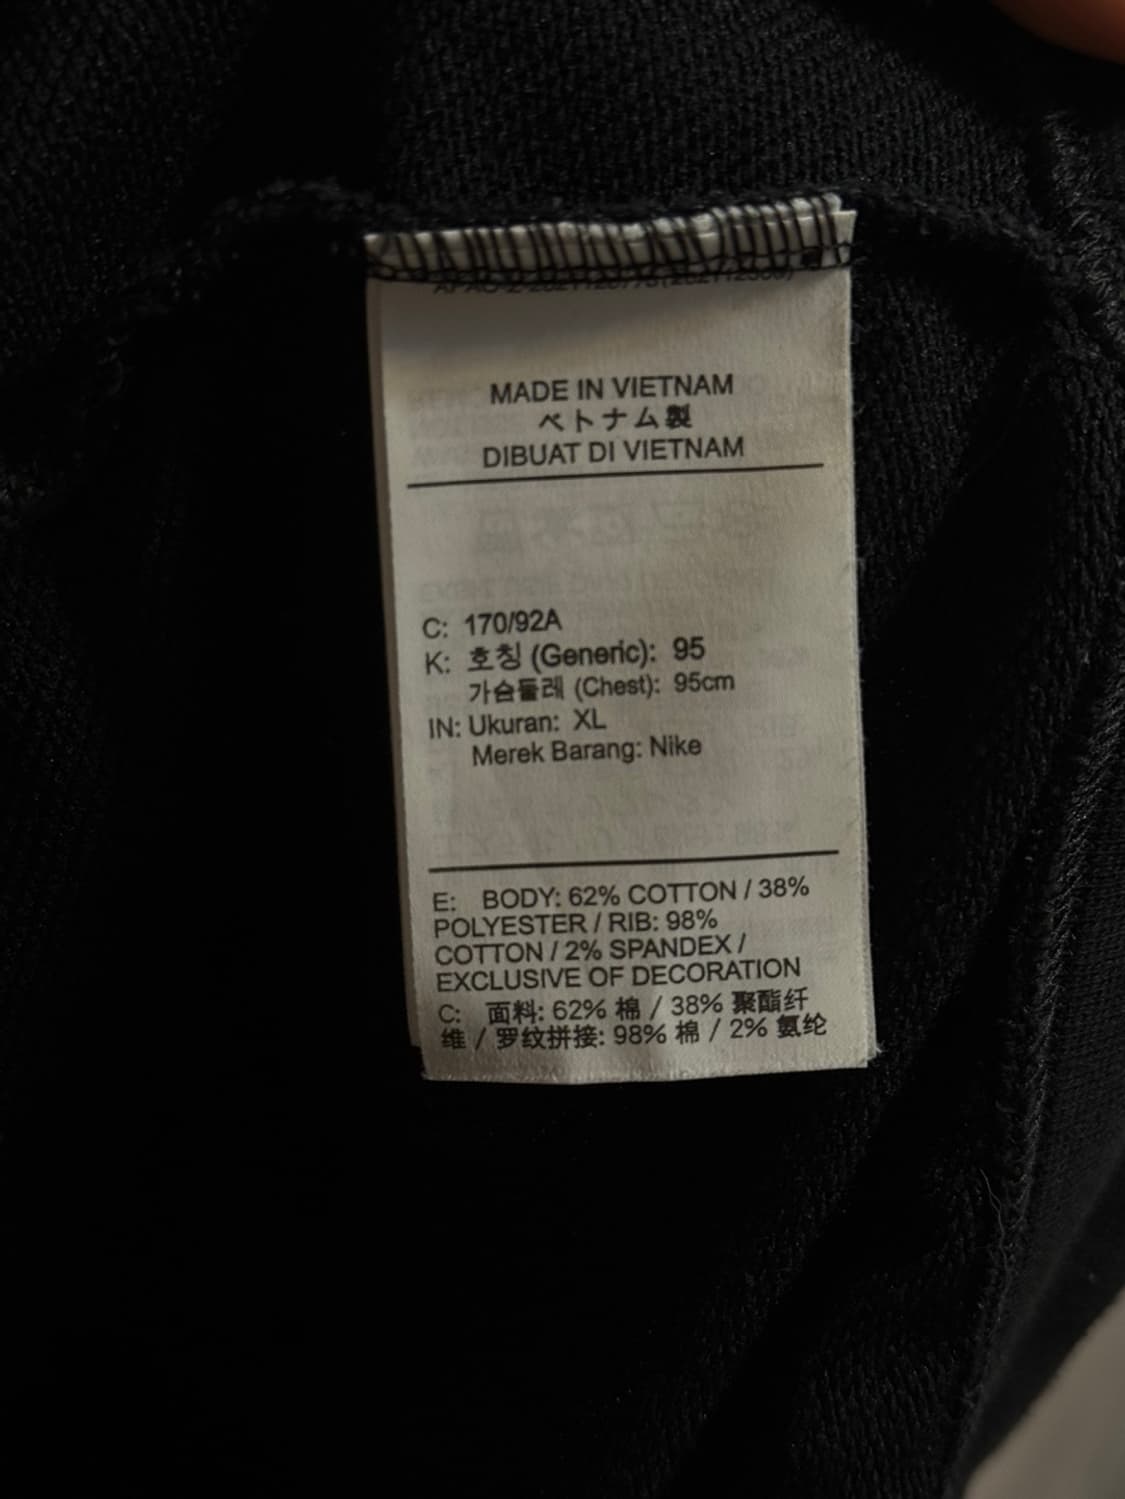 MADE IN VIETNAM
ベトナム製
DIBUAT DI VIETNAM
C: 170/92A
K: 호칭 (Generic): 95
가슴둘레 (Chest): 95cm
IN: Ukuran: XL
Merek Barang: Nike
E: BODY: 62% COTTON / 38%
POLYESTER / RIB: 98%
COTTON / 2% SPANDEX /
EXCLUSIVE OF DECORATION
C: 面料: 62% 棉 / 38% 聚酯纤
维 / 罗纹拼接: 98% 棉 / 2% 氨纶